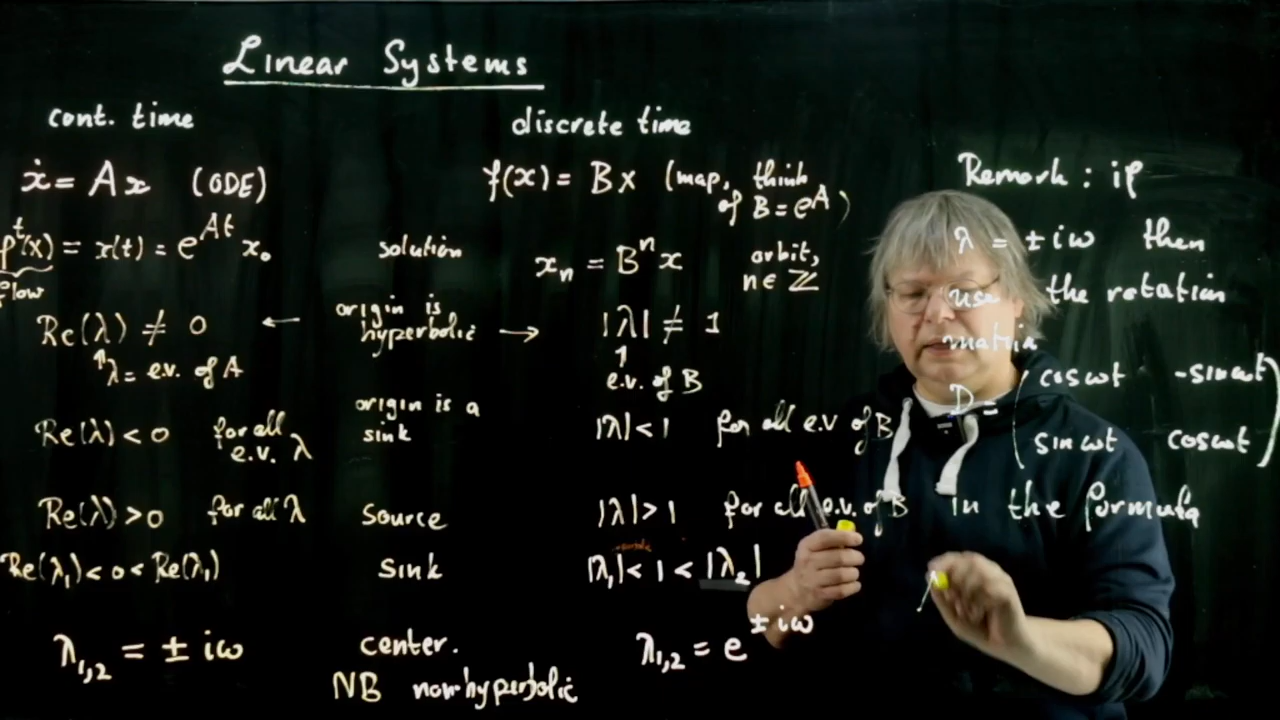 Linear Systems
cont. time
discrete time
ẋ = Ax (ODE)
f(x) = Bx (map, think
of B = e^A)
φ^t(x) = x(t) = e^{At} x₀
flow
solution
x_n = B^n x
orbit,
n ∈ ℤ
Re(λ) ≠ 0
←
origin is
hyperbolic
→
|λ| ≠ 1
↑
λ = e.v. of A
↑
e.v. of B
Re(λ) < 0 for all
e.v. λ
origin is a
sink
|λ| < 1 for all e.v of B
Re(λ) > 0 for all λ
source
|λ| > 1 for all e.v. of B
Re(λ₁) < 0 < Re(λ₁)
sink
|λ₁| < 1 < |λ₂|
λ₁,₂ = ± iω
center.
λ₁,₂ = e^{± iω}
NB non-hyperbolic
Remark : if
λ = ± iω then
use the rotation
matrix
D = ( cos ωt - sin ωt
sin ωt cos ωt )
in the formula